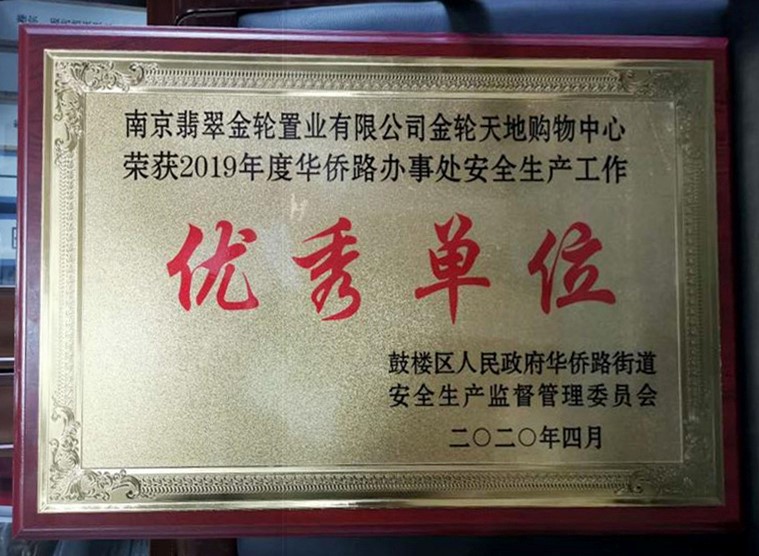 南京翡翠金轮置业有限公司金轮天地购物中心
荣获2019年度华侨路办事处安全生产工作
优秀单位
鼓楼区人民政府华侨路街道
安全生产监督管理委员会
二〇二〇年四月